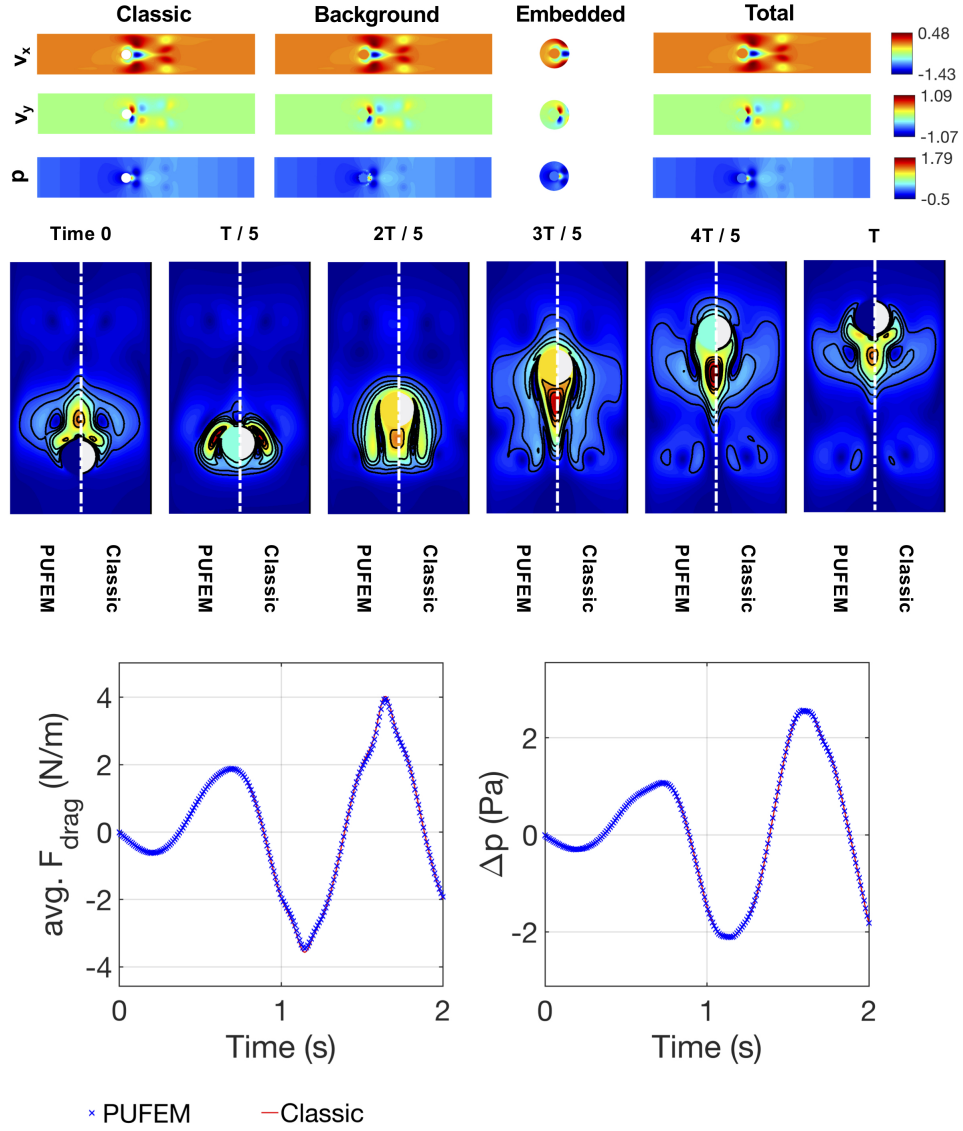 Classic Background Embedded Total
vx 0.48
-1.43
vy 1.09
-1.07
p 1.79
-0.5
Time 0 T / 5 2T / 5 3T / 5 4T / 5 T
PUFEM Classic PUFEM Classic PUFEM Classic PUFEM Classic PUFEM Classic PUFEM Classic
avg. Fdrag (N/m)
4
2
0
-2
-4
0 1 2
Time (s)
Δp (Pa)
2
0
-2
0 1 2
Time (s)
× PUFEM — Classic